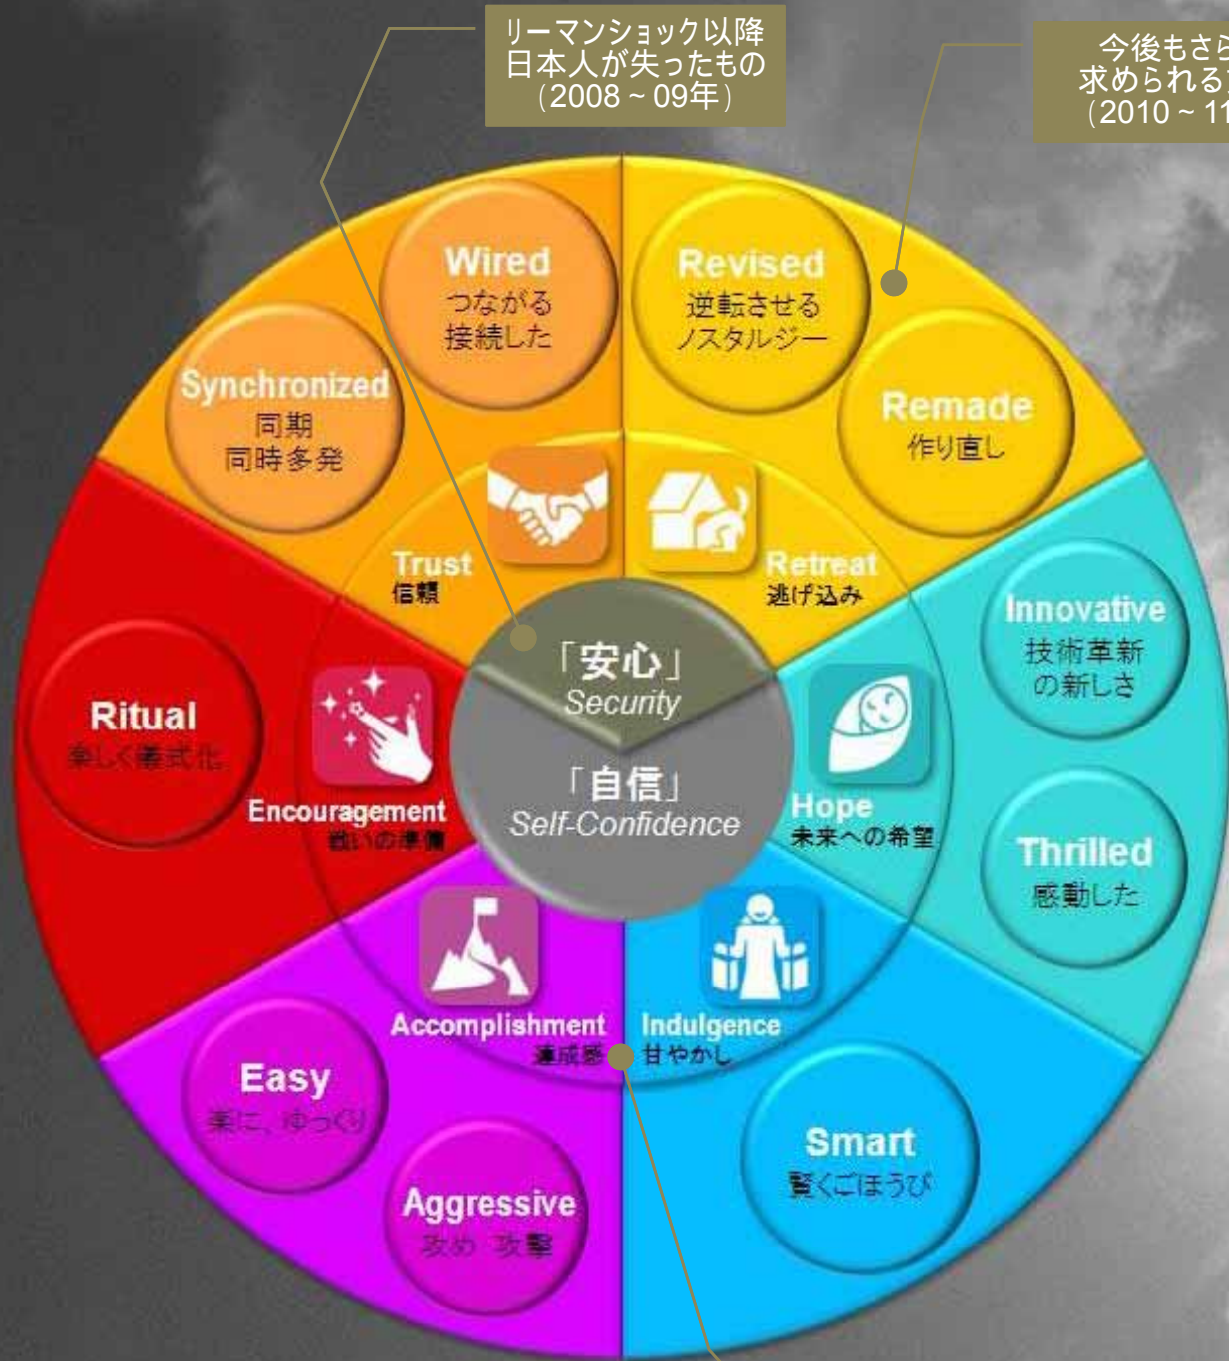 リーマンショック以降
日本人が失ったもの
（2008～09年）
今後もさら
求められる
（2010～11
Wired
つながる
接続した
Revised
逆転させる
ノスタルジー
Synchronized
同期
同時多発
Remade
作り直し
Trust
信頼
Retreat
逃げ込み
Innovative
技術革新
の新しさ
「安心」
Security
Ritual
楽しく儀式化
「自信」
Self-Confidence
Encouragement
戦いの準備
Hope
未来への希望
Thrilled
感動した
Accomplishment
達成感
Indulgence
甘やかし
Easy
楽に、ゆっくり
Smart
賢くごほうび
Aggressive
攻め 攻撃